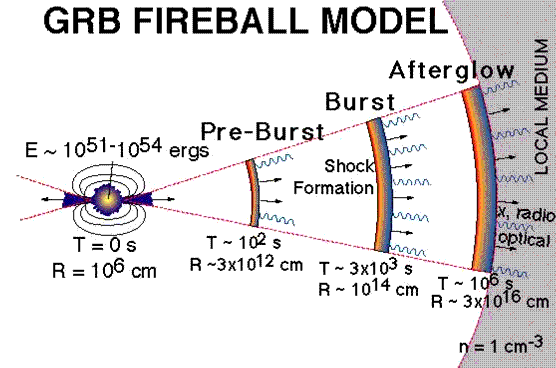 GRB FIREBALL MODEL
Afterglow
Burst
Pre-Burst
E ~ 10^51-10^54 ergs
Shock
Formation
T = 0 s
R = 10^6 cm
T ~ 10^2 s
R ~3x10^12 cm
T ~ 3x10^3 s
R ~ 10^14 cm
T ~ 10^6 s
R ~ 3x10^16 cm
x, radio
optical
n = 1 cm^-3
LOCAL MEDIUM